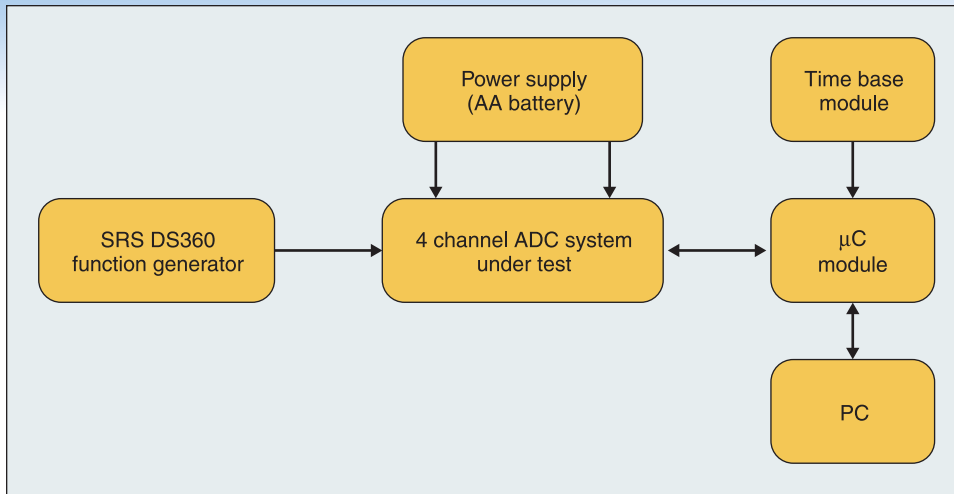 Power supply
(AA battery)
Time base
module
SRS DS360
function generator
4 channel ADC system
under test
μC
module
PC